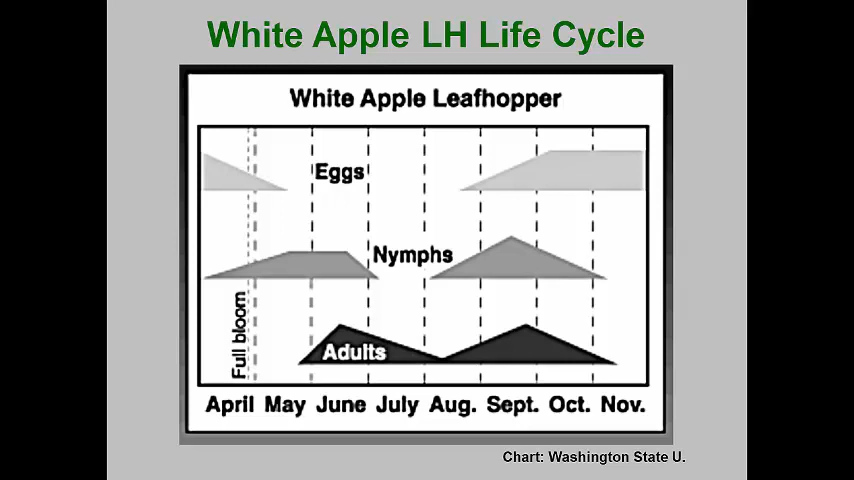 White Apple LH Life Cycle
White Apple Leafhopper
Eggs
Nymphs
Full bloom
Adults
April May June July Aug. Sept. Oct. Nov.
Chart: Washington State U.